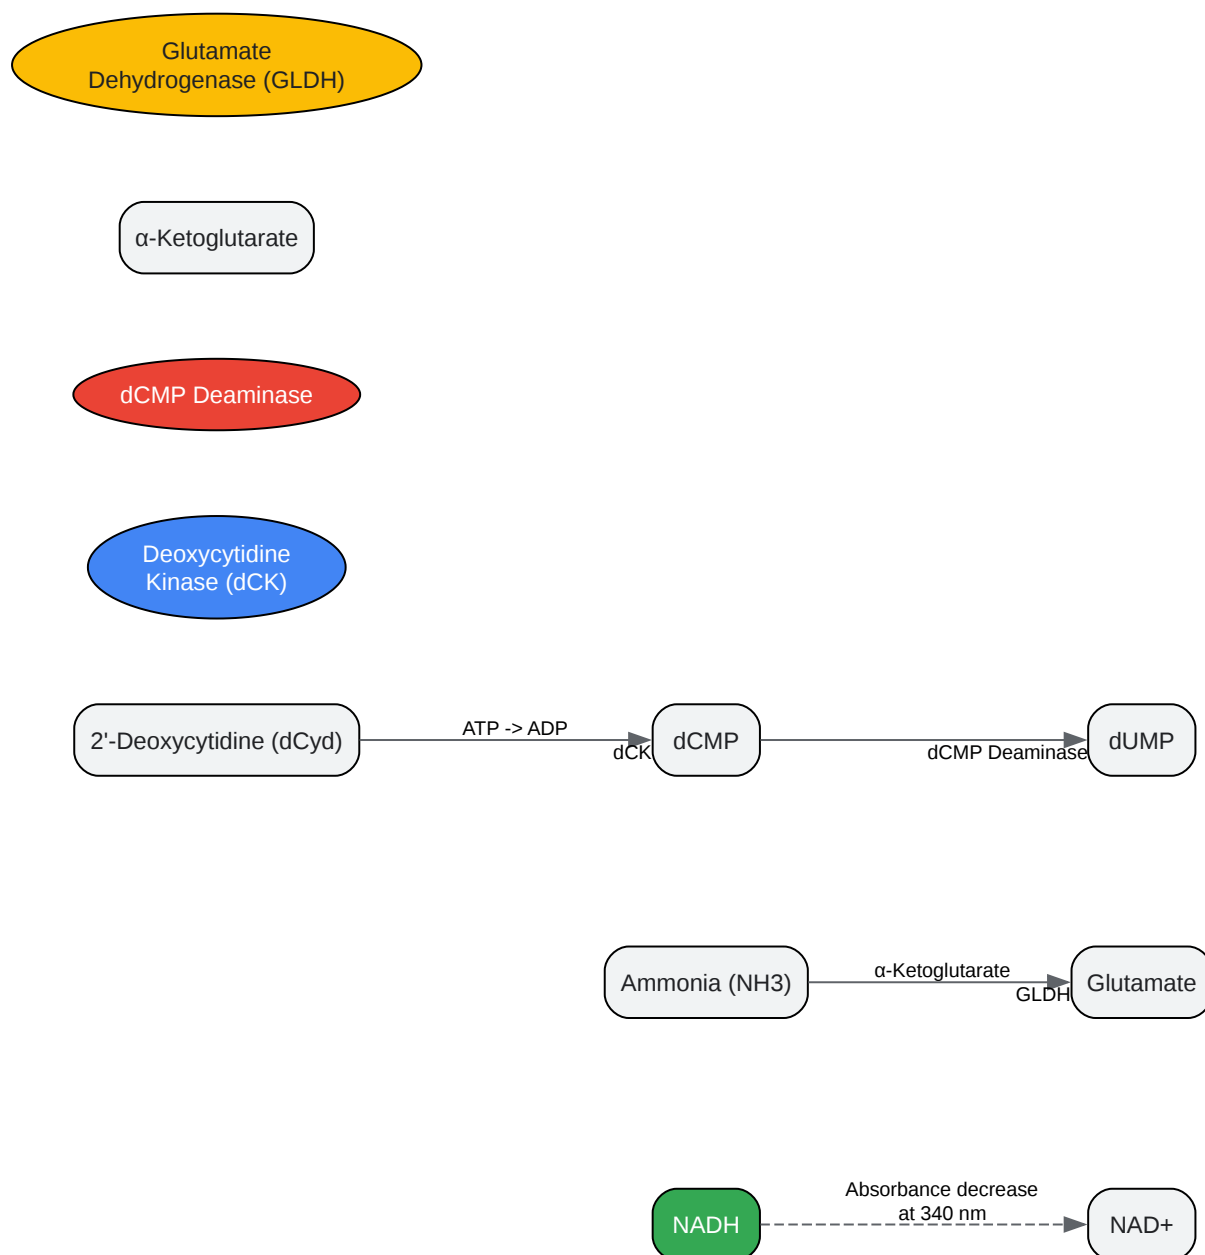 Glutamate
Dehydrogenase (GLDH)
α-Ketoglutarate
dCMP Deaminase
Deoxycytidine
Kinase (dCK)
2'-Deoxycytidine (dCyd)
ATP -> ADP
dCK
dCMP
dCMP Deaminase
dUMP
Ammonia (NH3)
α-Ketoglutarate
GLDH
Glutamate
NADH
Absorbance decrease
at 340 nm
NAD+